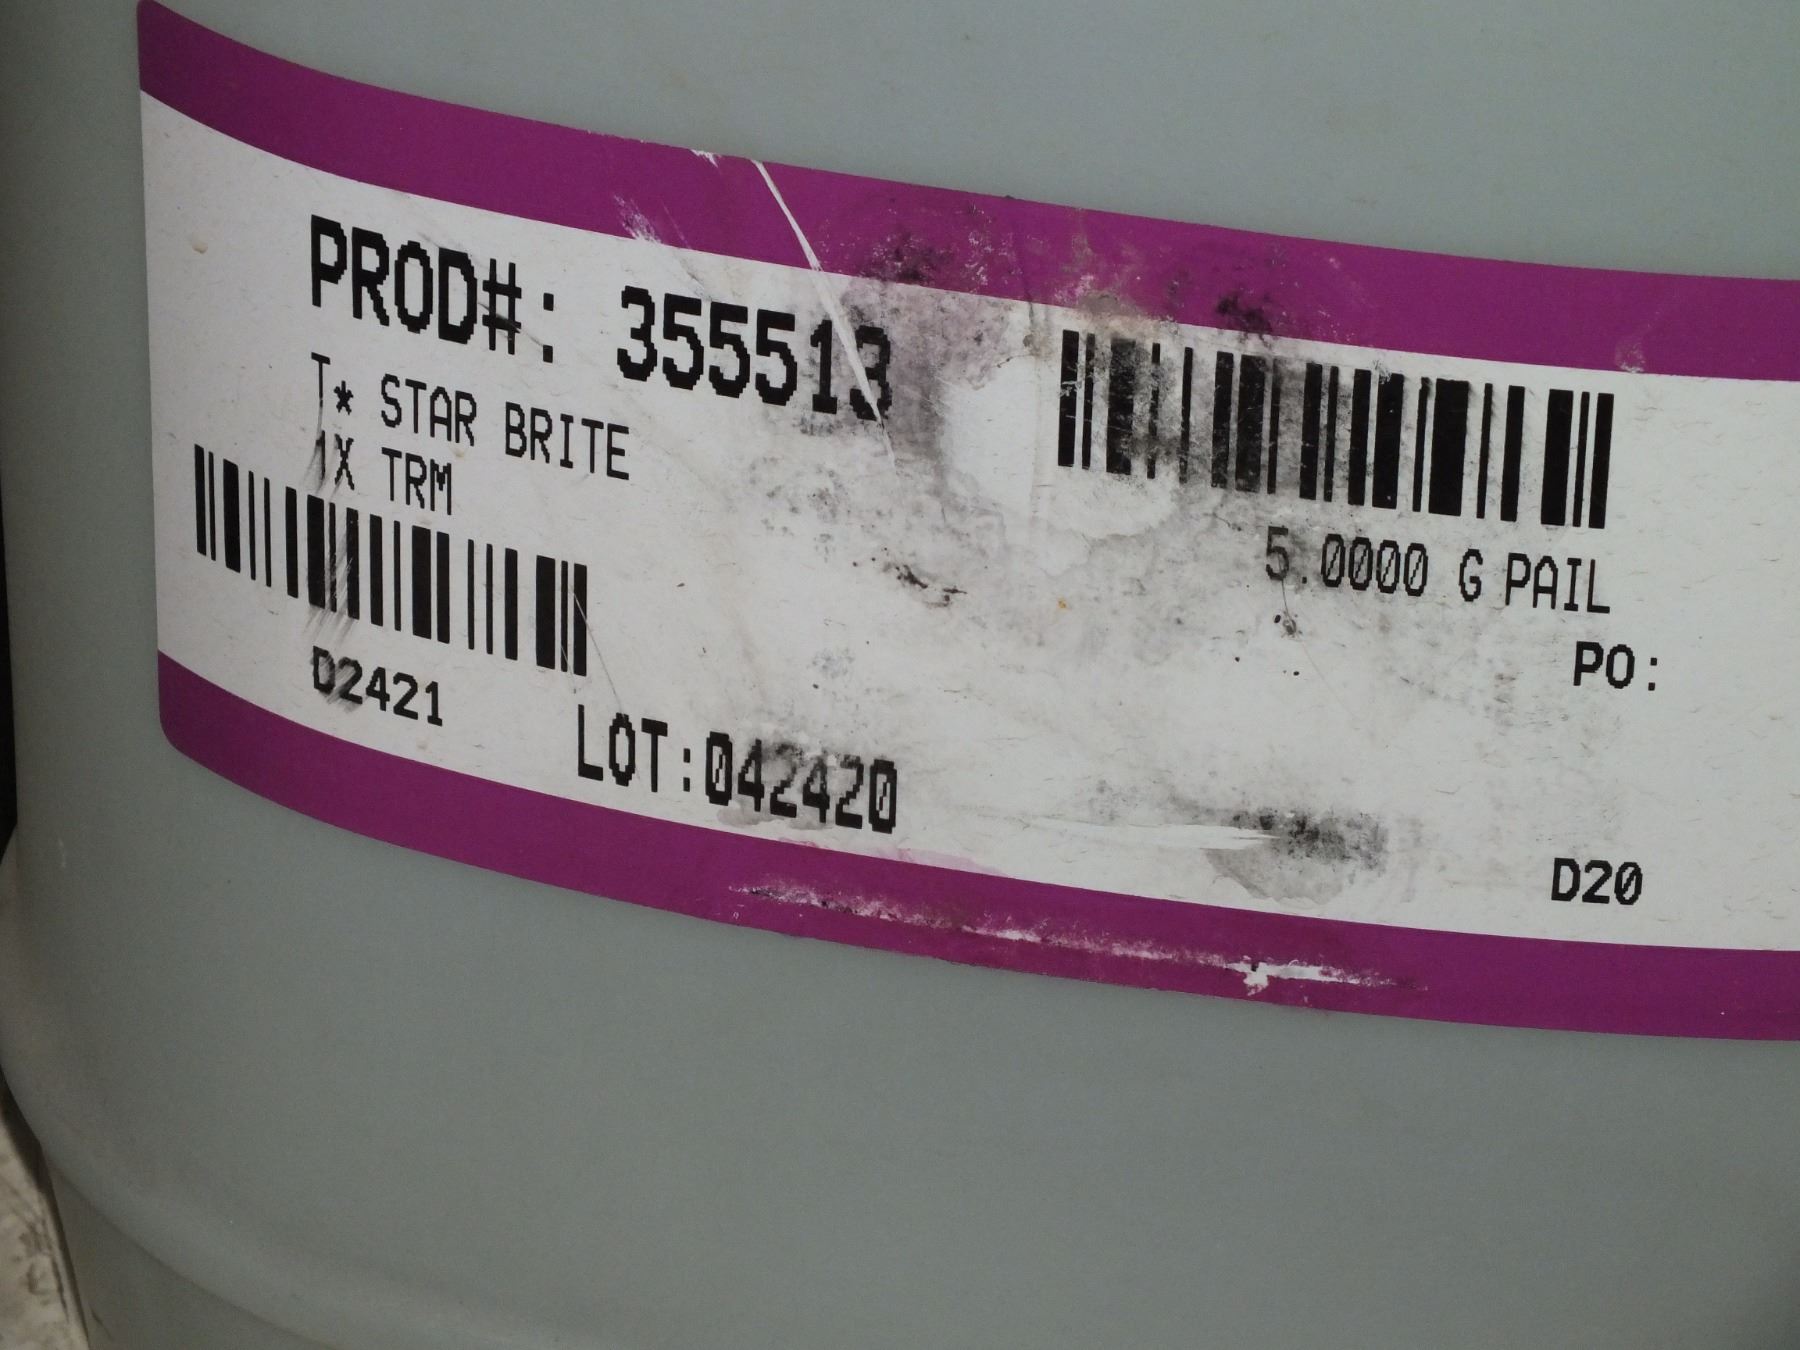 PROD#: 355513
T* STAR BRITE
1X TRM
5.0000 G PAIL
PO:
D2421
LOT:042420
D20